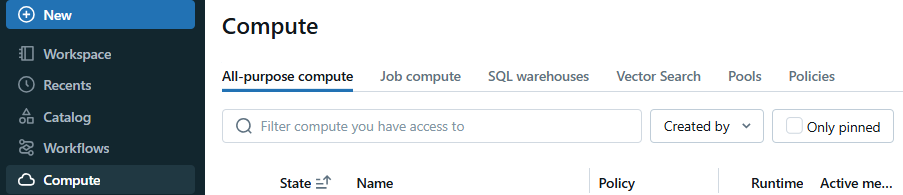 New
Workspace
Recents
Catalog
Workflows
Compute
Compute
All-purpose compute Job compute SQL warehouses Vector Search Pools Policies
Filter compute you have access to Created by Only pinned
State Name Policy Runtime Active me...